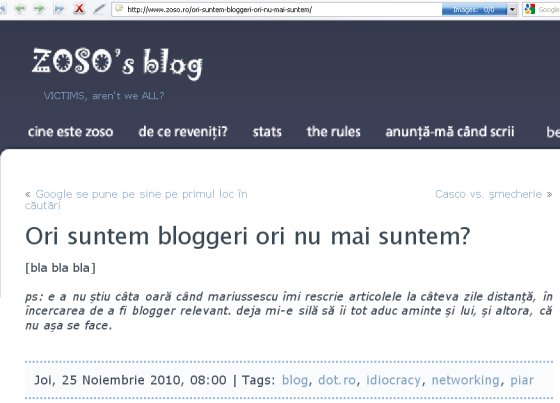 http://www.zoso.ro/ori-suntem-bloggeri-ori-nu-mai-suntem/ Images: 0/0 Google
ZOSO's blog
VICTIMS, aren't we ALL?
cine este zoso de ce reveniți? stats the rules anunță-mă când scrii be
« Google se pune pe sine pe primul loc în Casco vs. șmecherie »
căutări
Ori suntem bloggeri ori nu mai suntem?
[bla bla bla]
ps: e a nu știu câta oară când mariussescu îmi rescrie articolele la câteva zile distanță, în
încercarea de a fi blogger relevant. deja mi-e silă să îi tot aduc aminte și lui, și altora, că
nu așa se face.
Joi, 25 Noiembrie 2010, 08:00 | Tags: blog, dot.ro, idiocracy, networking, piar